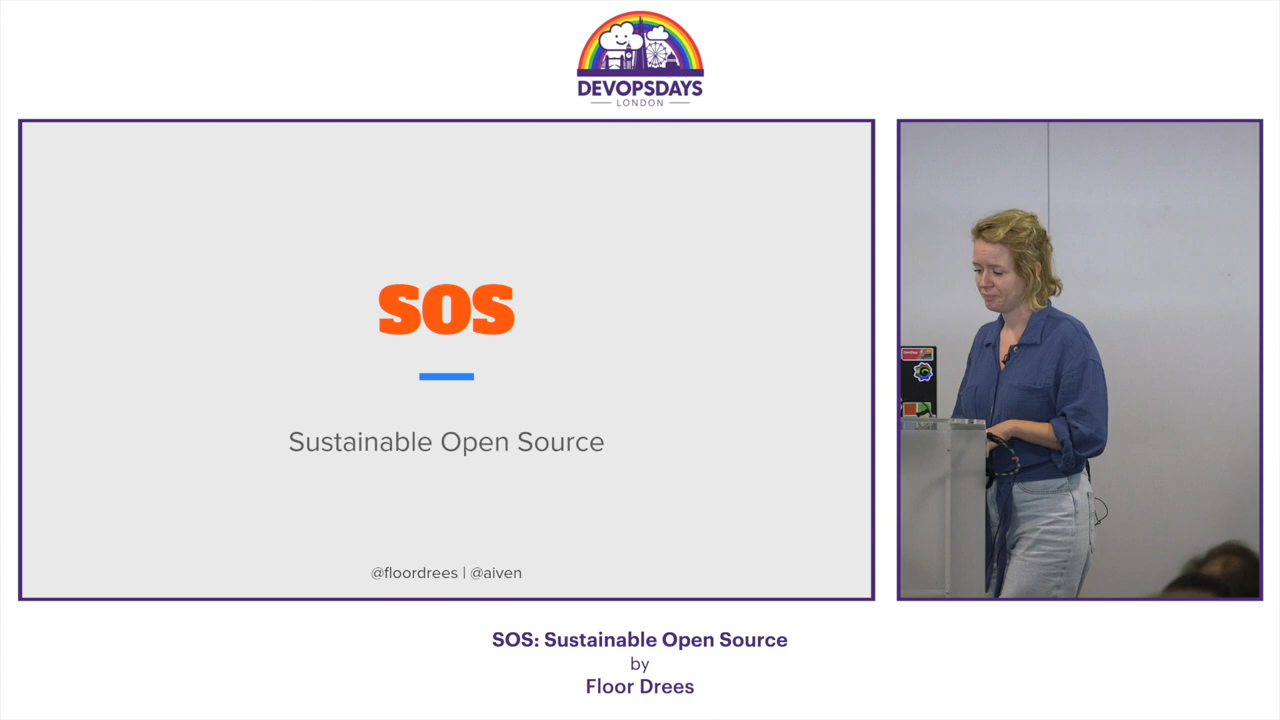 DEVOPSDAYS
LONDON
SOS
Sustainable Open Source
@floordrees | @aiven
SOS: Sustainable Open Source
by
Floor Drees